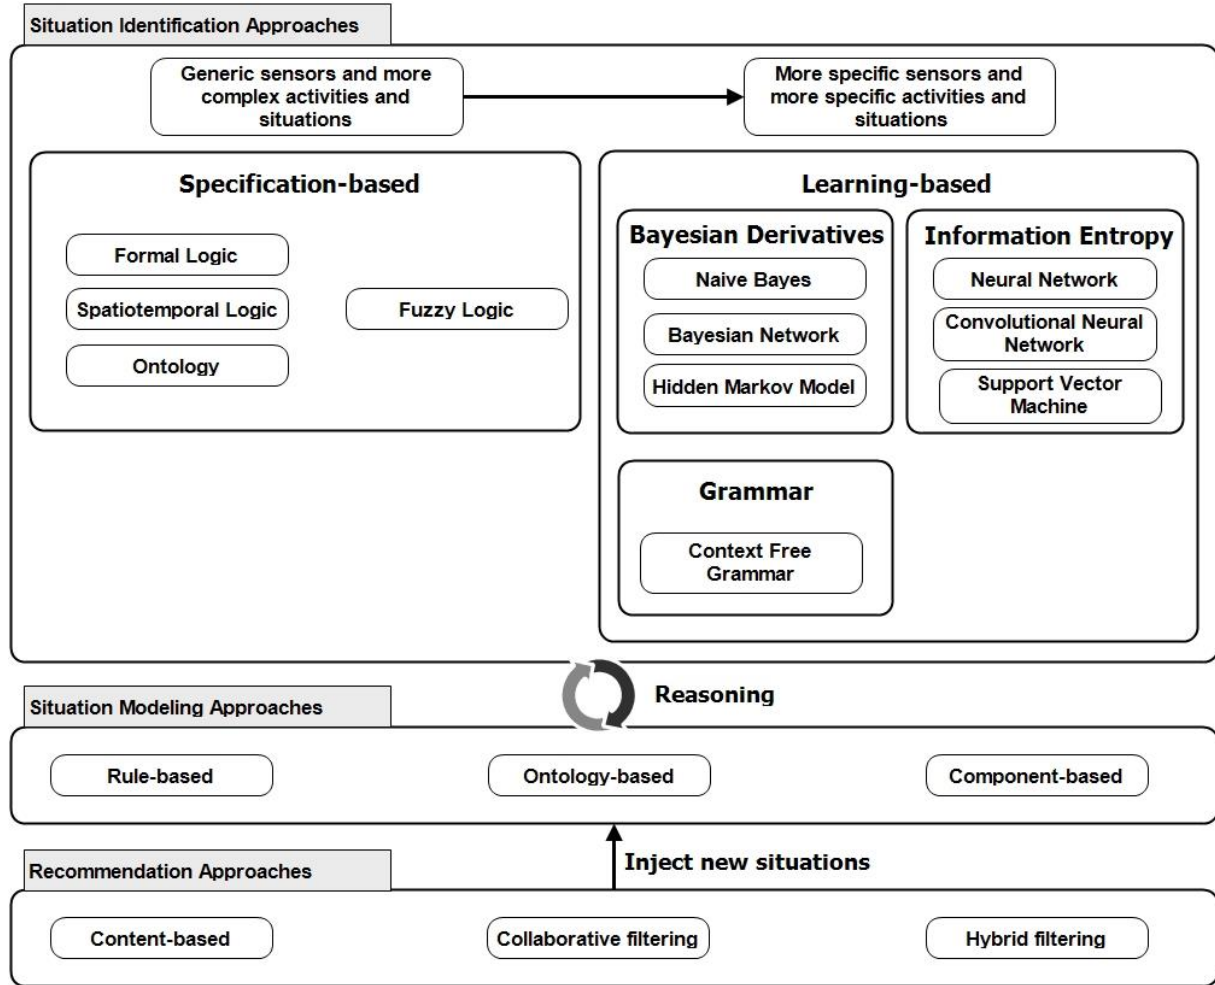 Situation Identification Approaches
Generic sensors and more
complex activities and
situations
More specific sensors and
more specific activities and
situations
Specification-based
Formal Logic
Spatiotemporal Logic
Ontology
Fuzzy Logic
Learning-based
Bayesian Derivatives
Naive Bayes
Bayesian Network
Hidden Markov Model
Information Entropy
Neural Network
Convolutional Neural
Network
Support Vector
Machine
Grammar
Context Free
Grammar
Reasoning
Situation Modeling Approaches
Rule-based
Ontology-based
Component-based
Inject new situations
Recommendation Approaches
Content-based
Collaborative filtering
Hybrid filtering